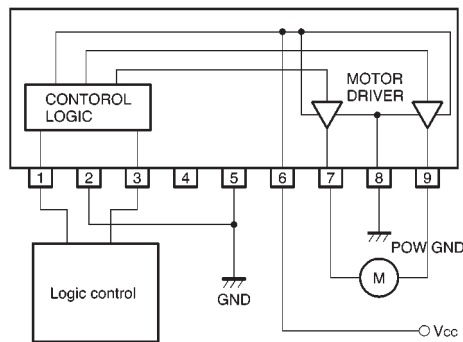 CONTOROL
LOGIC
MOTOR
DRIVER
1 2 3 4 5 6 7 8 9
Logic control
GND
POW GND
M
Vcc